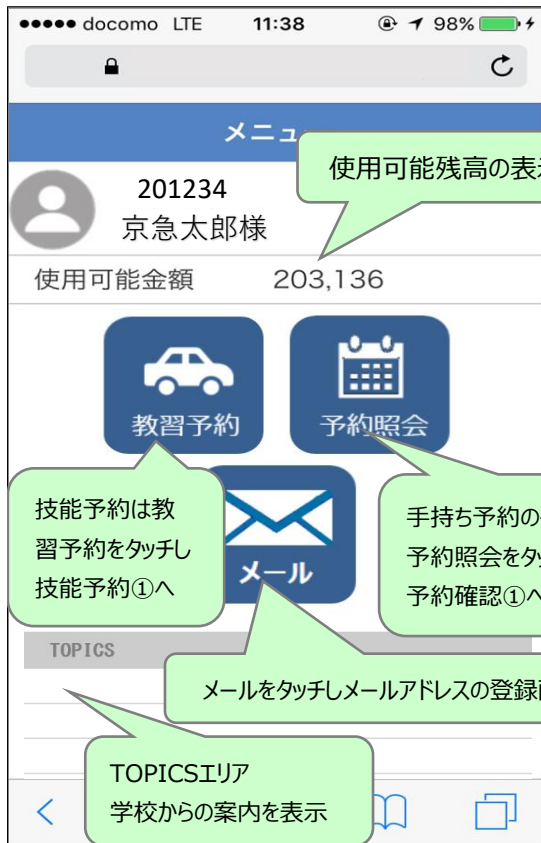 docomo LTE 11:38 98%
メニュ
使用可能残高の表
201234
京急太郎様
使用可能金額 203,136
教習予約 予約照会
技能予約は教
習予約をタッチし
技能予約①へ
手持ち予約の
予約照会をタッ
予約確認①へ
メール
TOPICS
メールをタッチしメールアドレスの登録
TOPICSエリア
学校からの案内を表示